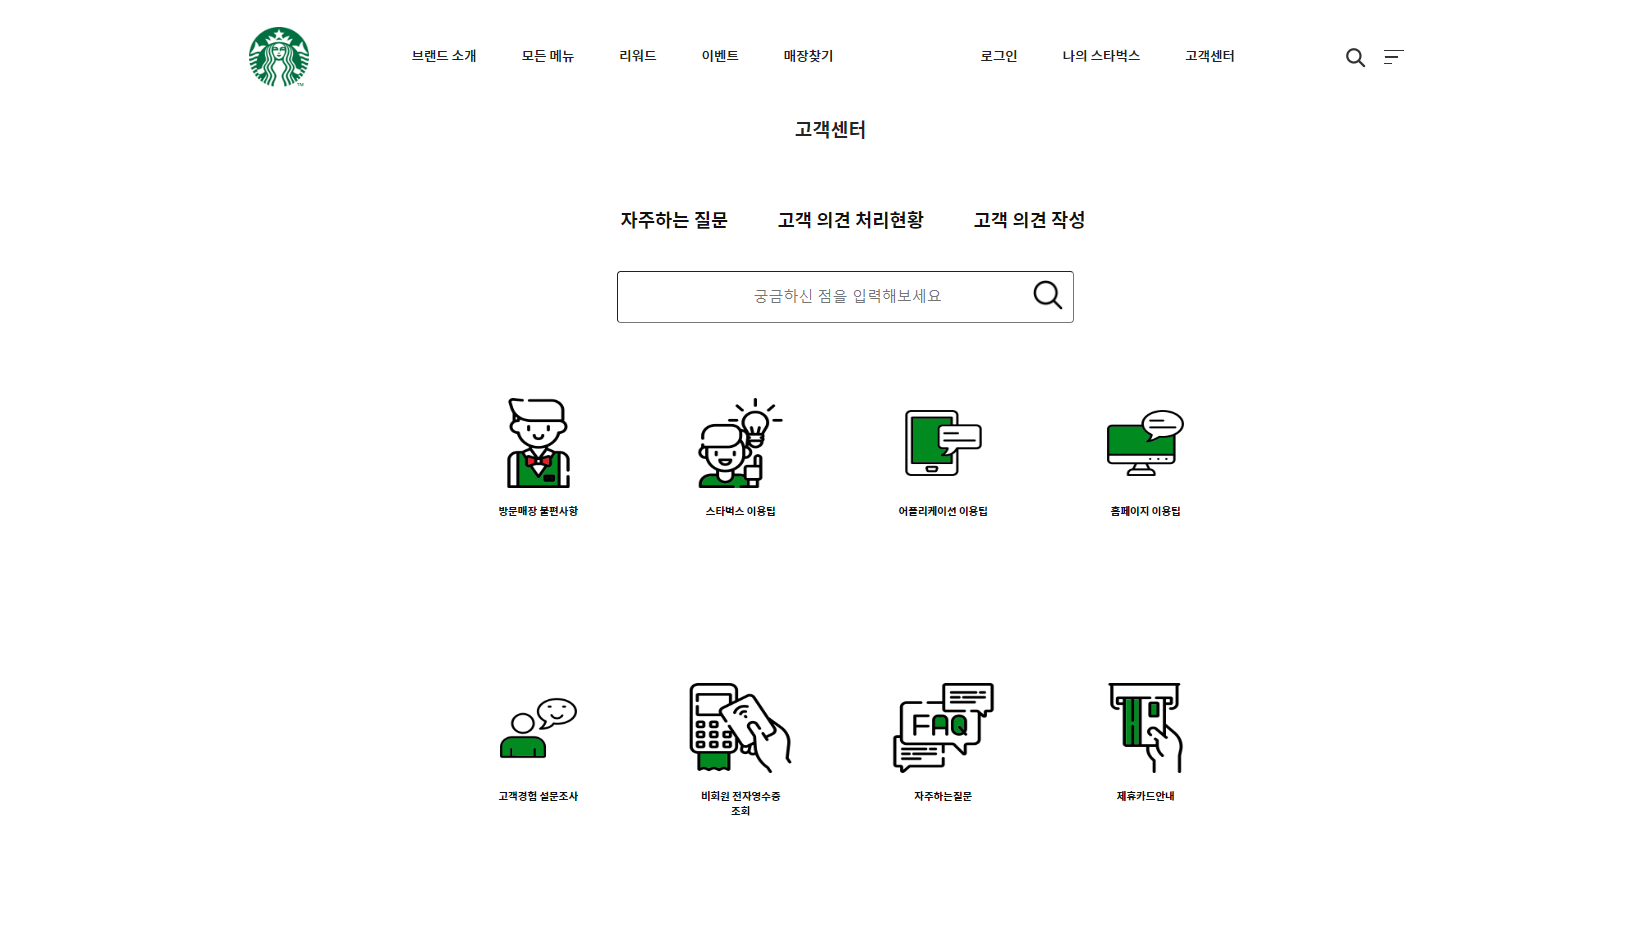 브랜드 소개 모든 메뉴 리워드 이벤트 매장찾기 로그인 나의 스타벅스 고객센터
고객센터
자주하는 질문 고객 의견 처리현황 고객 의견 작성
궁금하신 점을 입력해보세요
방문매장 불편사항 스타벅스 이용팁 어플리케이션 이용팁 홈페이지 이용팁
FAQ
고객경험 설문조사 비회원 전자영수증 자주하는질문 제휴카드안내
조회